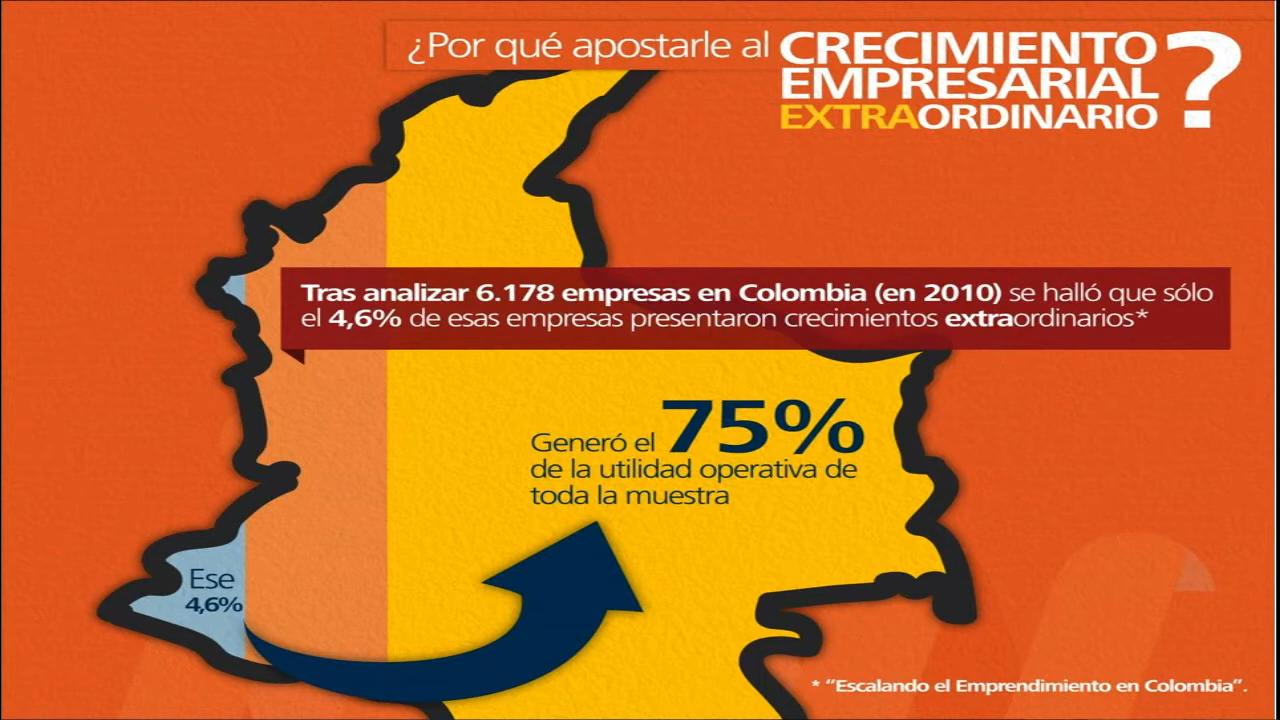 ¿Por qué apostarle al CRECIMIENTO
EMPRESARIAL
EXTRAORDINARIO ?
Tras analizar 6.178 empresas en Colombia (en 2010) se halló que sólo
el 4,6% de esas empresas presentaron crecimientos extraordinarios*
Generó el 75%
de la utilidad operativa de
toda la muestra
Ese
4,6%
* “Escalando el Emprendimiento en Colombia”.